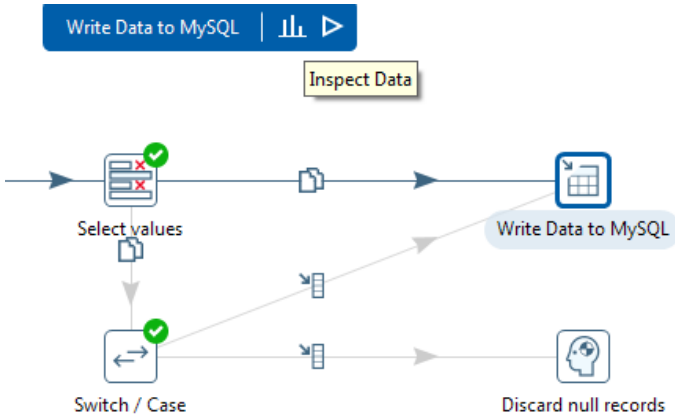 Write Data to MySQL
Inspect Data
Select values
Write Data to MySQL
Switch / Case
Discard null records